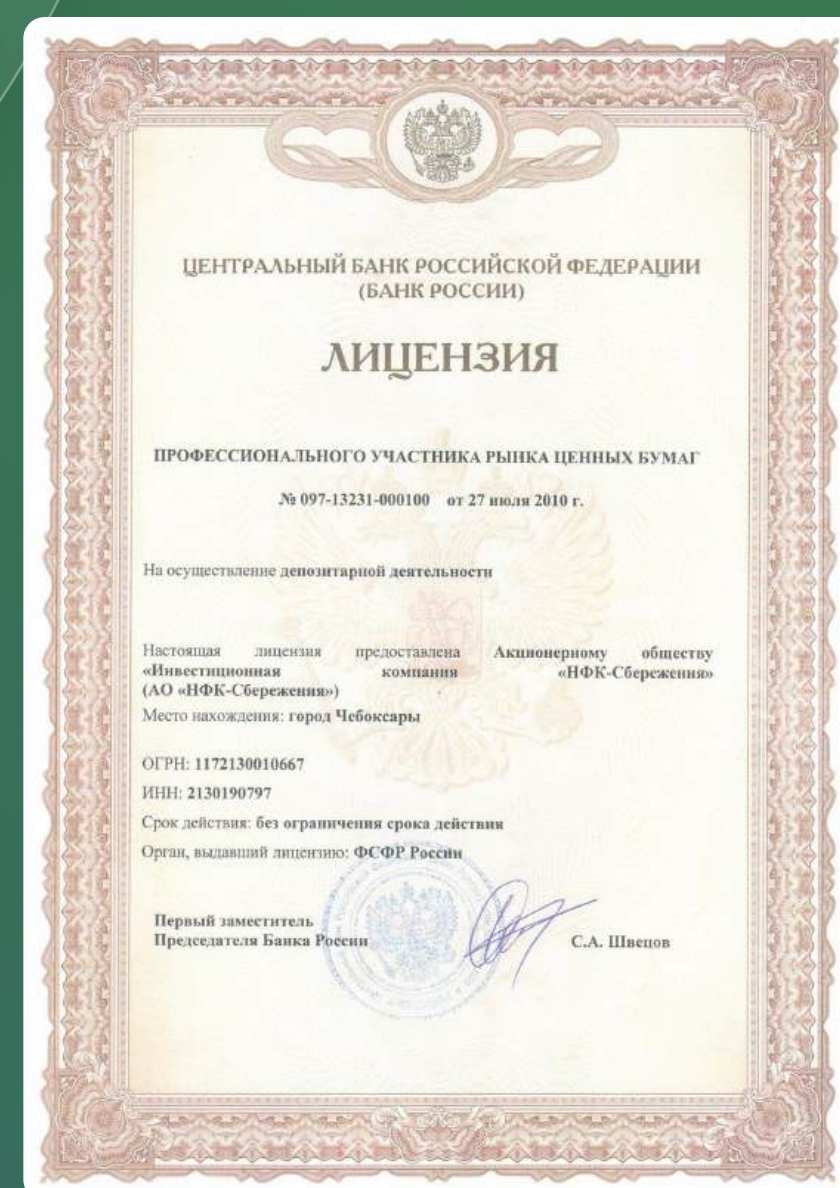 ЦЕНТРАЛЬНЫЙ БАНК РОССИЙСКОЙ ФЕДЕРАЦИИ
(БАНК РОССИИ)
ЛИЦЕНЗИЯ
ПРОФЕССИОНАЛЬНОГО УЧАСТНИКА РЫНКА ЦЕННЫХ БУМАГ
№ 097-13231-000100 от 27 июля 2010 г.
На осуществление депозитарной деятельности
Настоящая лицензия предоставлена Акционерному обществу
«Инвестиционная компания «НФК-Сбережения»
(АО «НФК-Сбережения»)
Место нахождения: город Чебоксары
ОГРН: 1172130010667
ИНН: 2130190797
Срок действия: без ограничения срока действия
Орган, выдавший лицензию: ФСФР России
Первый заместитель
Председателя Банка России С.А. Швецов